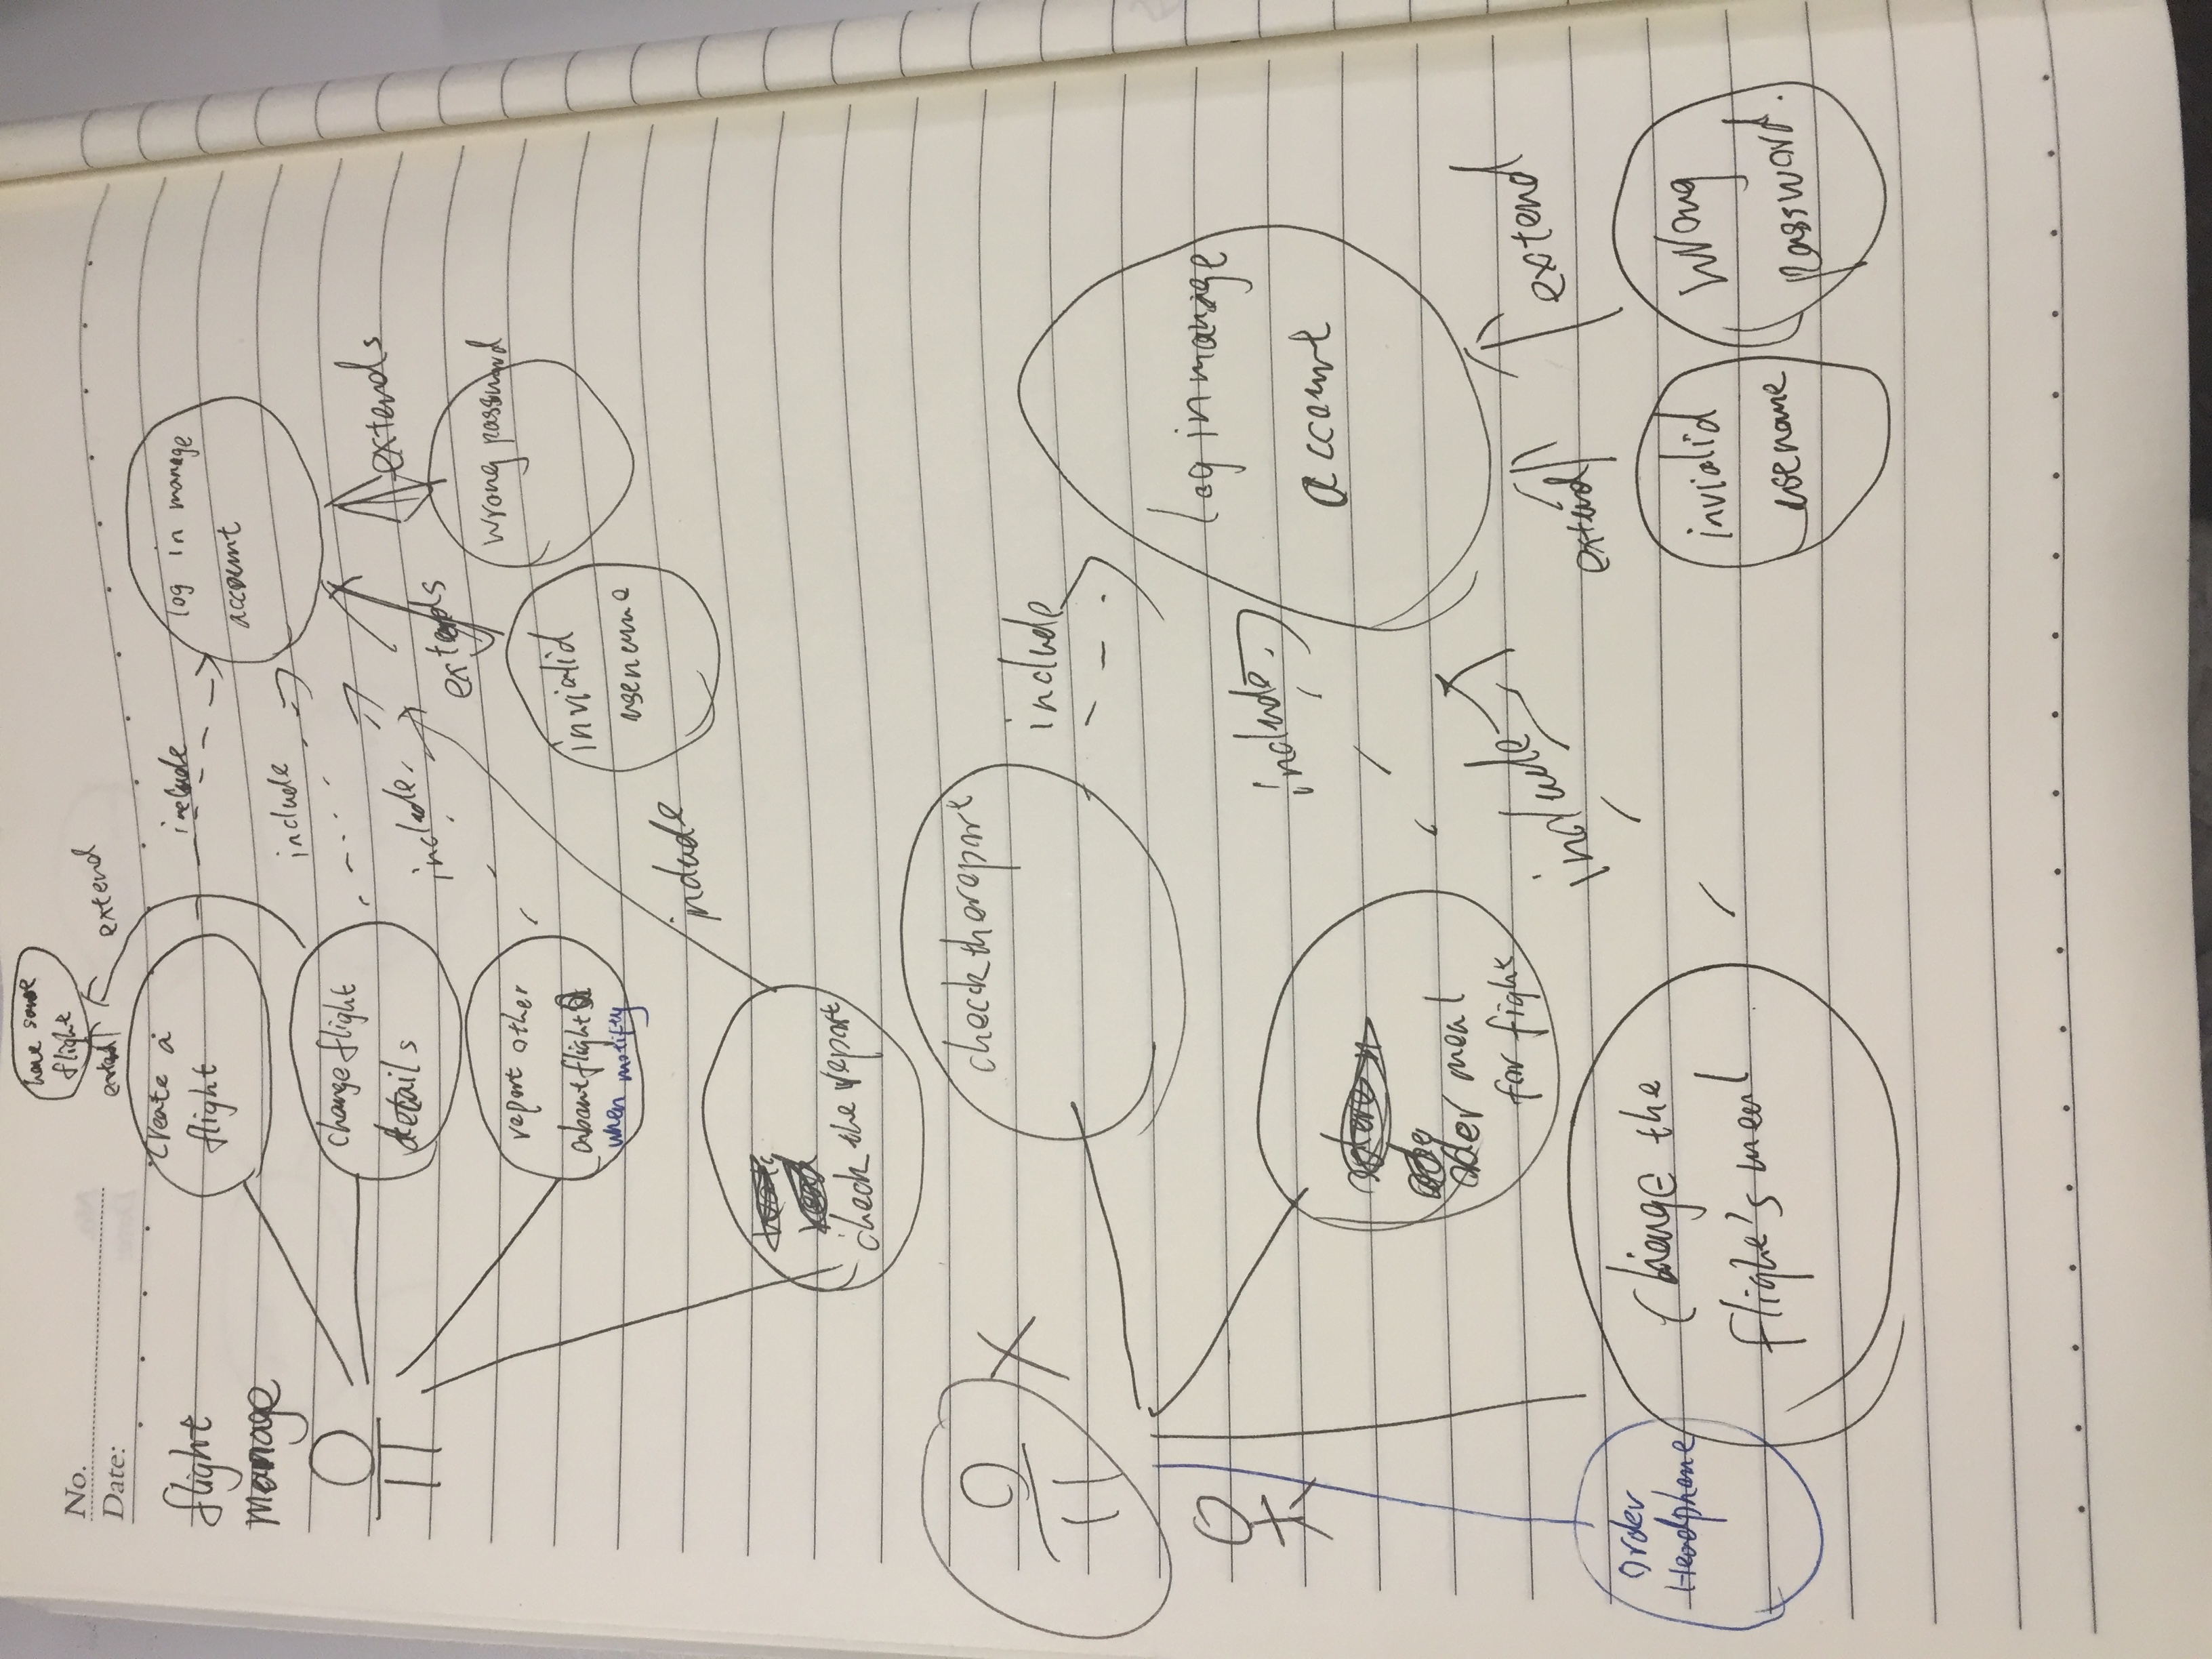 have same
flight
No.
Date:
extend
extend
create a
flight
include
log in manage
account
flight
manage
change flight
details
include
include
extends
extends
wrong password
report other
about flight
when motifty
invialid
usename
include
check the report
check the report
include
log in manage
account
include
order meal
for fight
include
extend
extend
Order
Headphone
Change the
flighe's meal
invialid
usename
wrong
password.